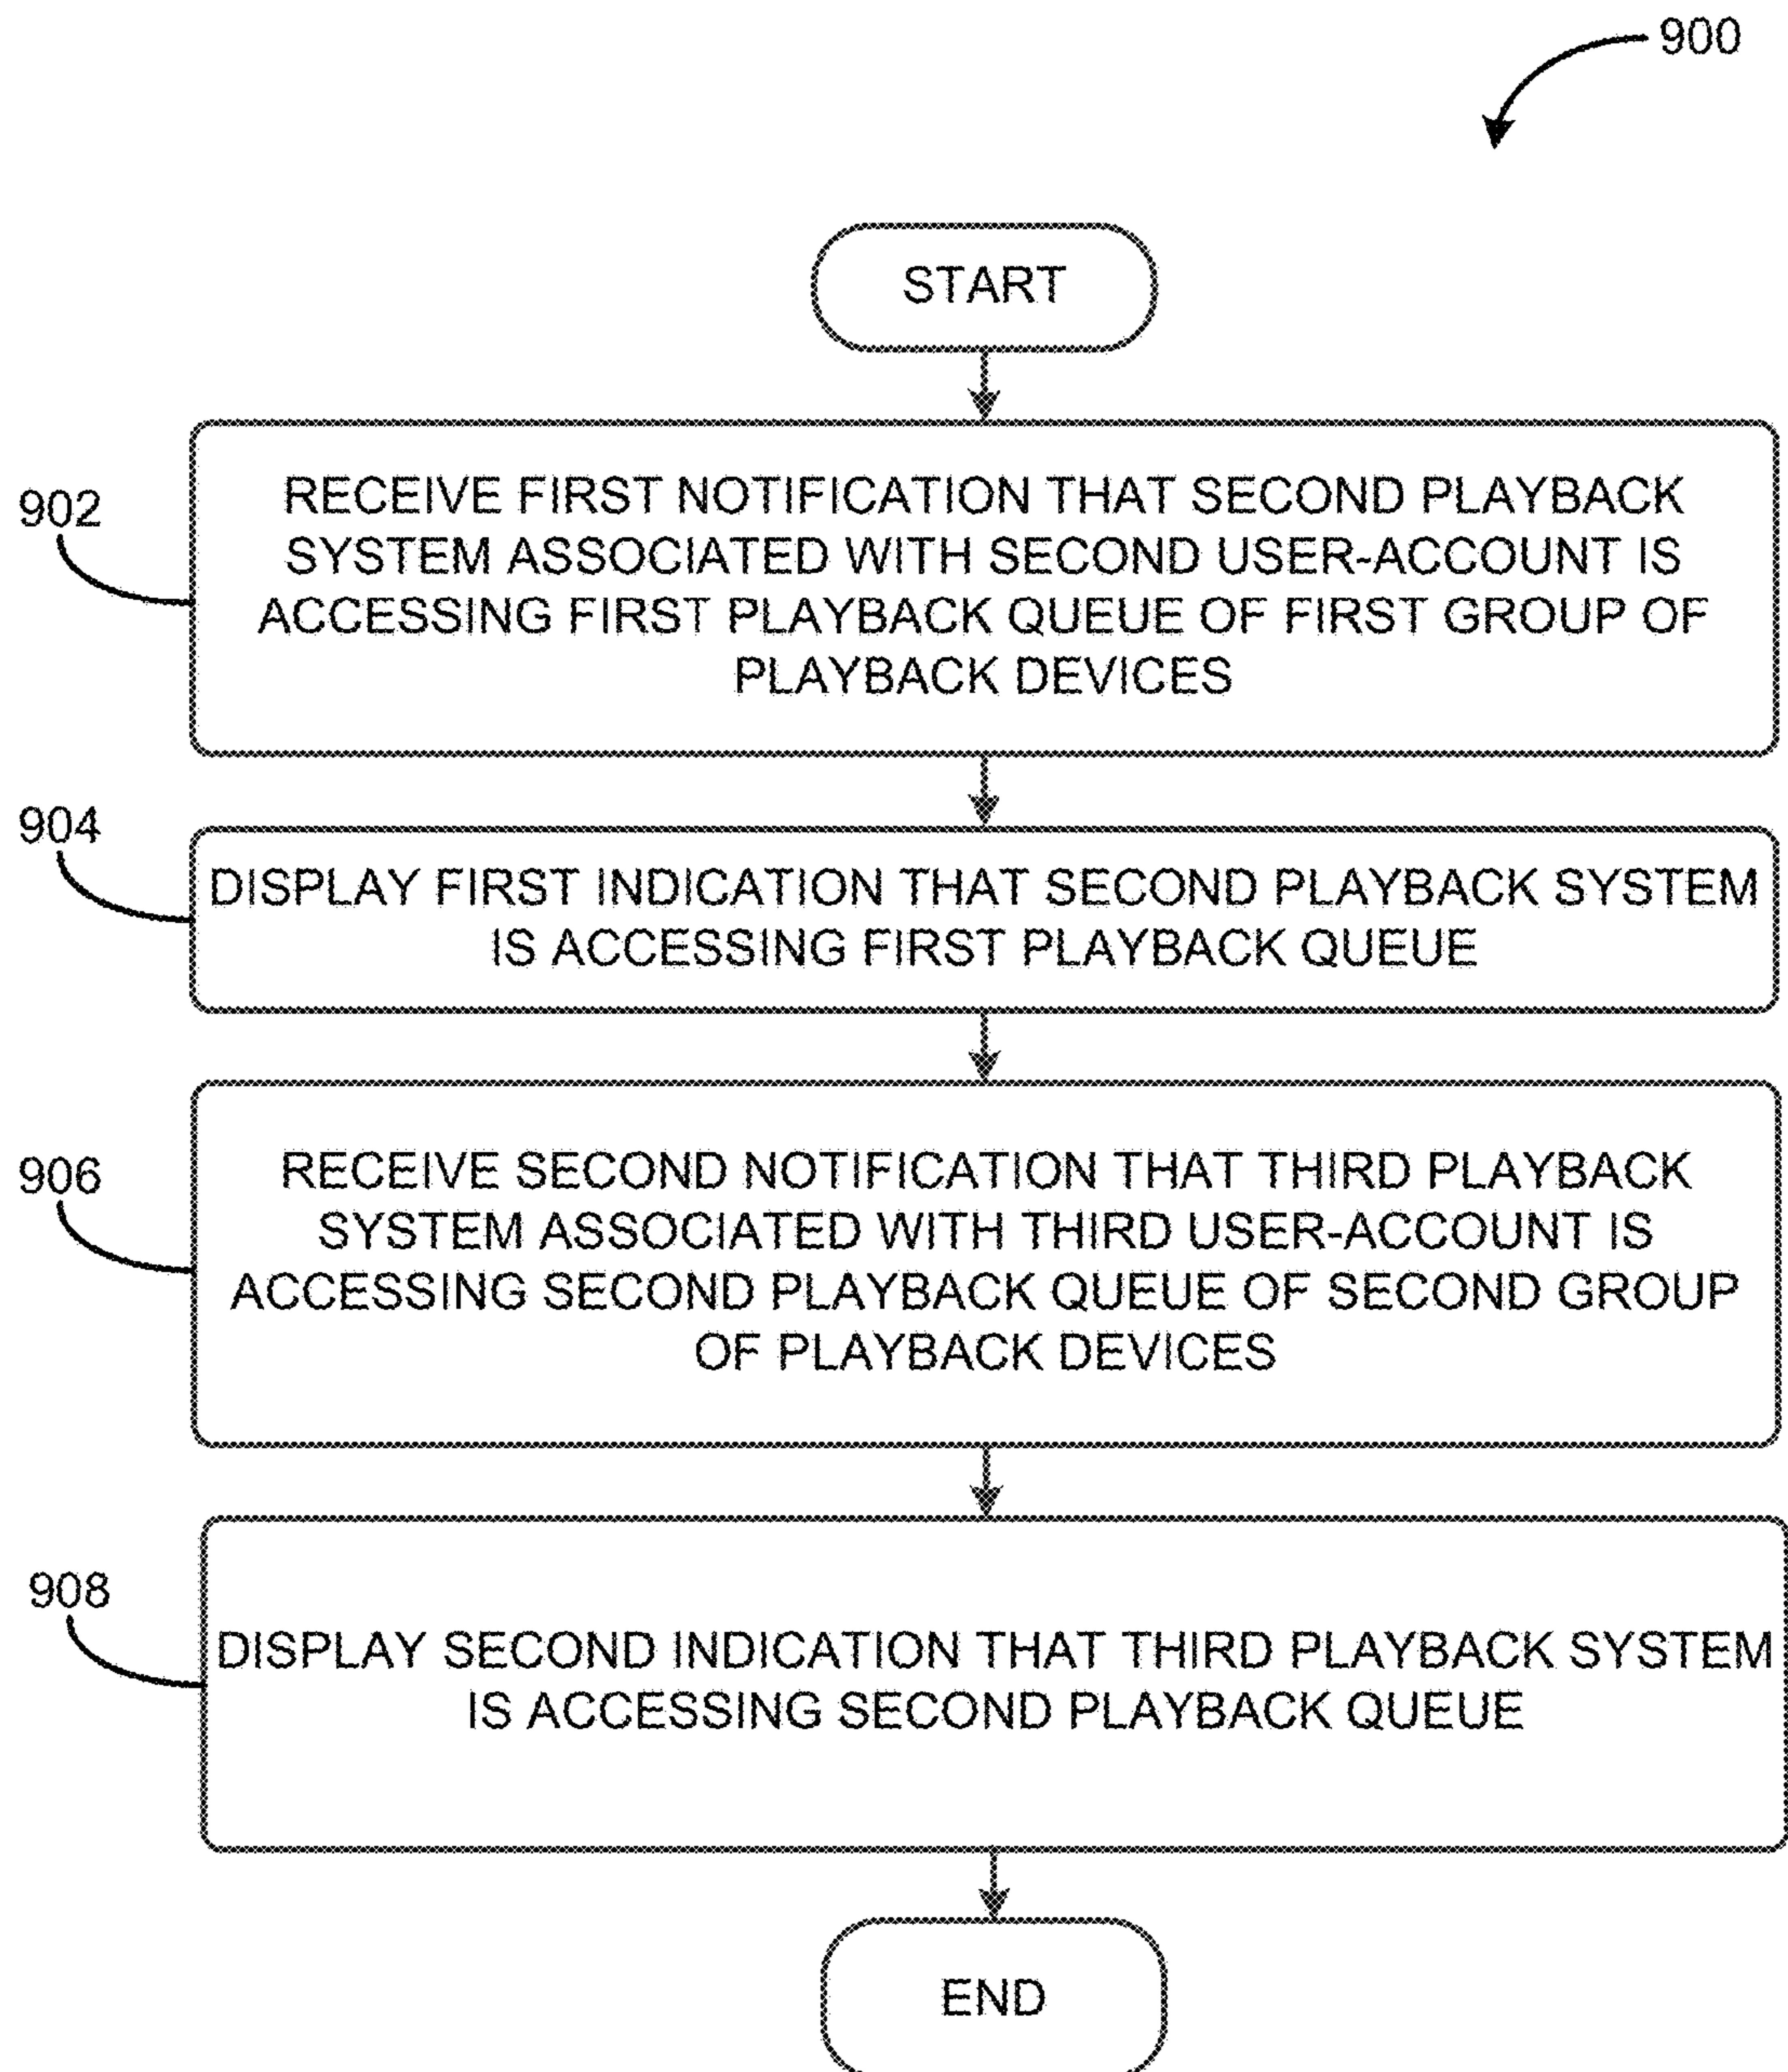 900
START
902
RECEIVE FIRST NOTIFICATION THAT SECOND PLAYBACK
SYSTEM ASSOCIATED WITH SECOND USER-ACCOUNT IS
ACCESSING FIRST PLAYBACK QUEUE OF FIRST GROUP OF
PLAYBACK DEVICES
904
DISPLAY FIRST INDICATION THAT SECOND PLAYBACK SYSTEM
IS ACCESSING FIRST PLAYBACK QUEUE
906
RECEIVE SECOND NOTIFICATION THAT THIRD PLAYBACK
SYSTEM ASSOCIATED WITH THIRD USER-ACCOUNT IS
ACCESSING SECOND PLAYBACK QUEUE OF SECOND GROUP
OF PLAYBACK DEVICES
908
DISPLAY SECOND INDICATION THAT THIRD PLAYBACK SYSTEM
IS ACCESSING SECOND PLAYBACK QUEUE
END